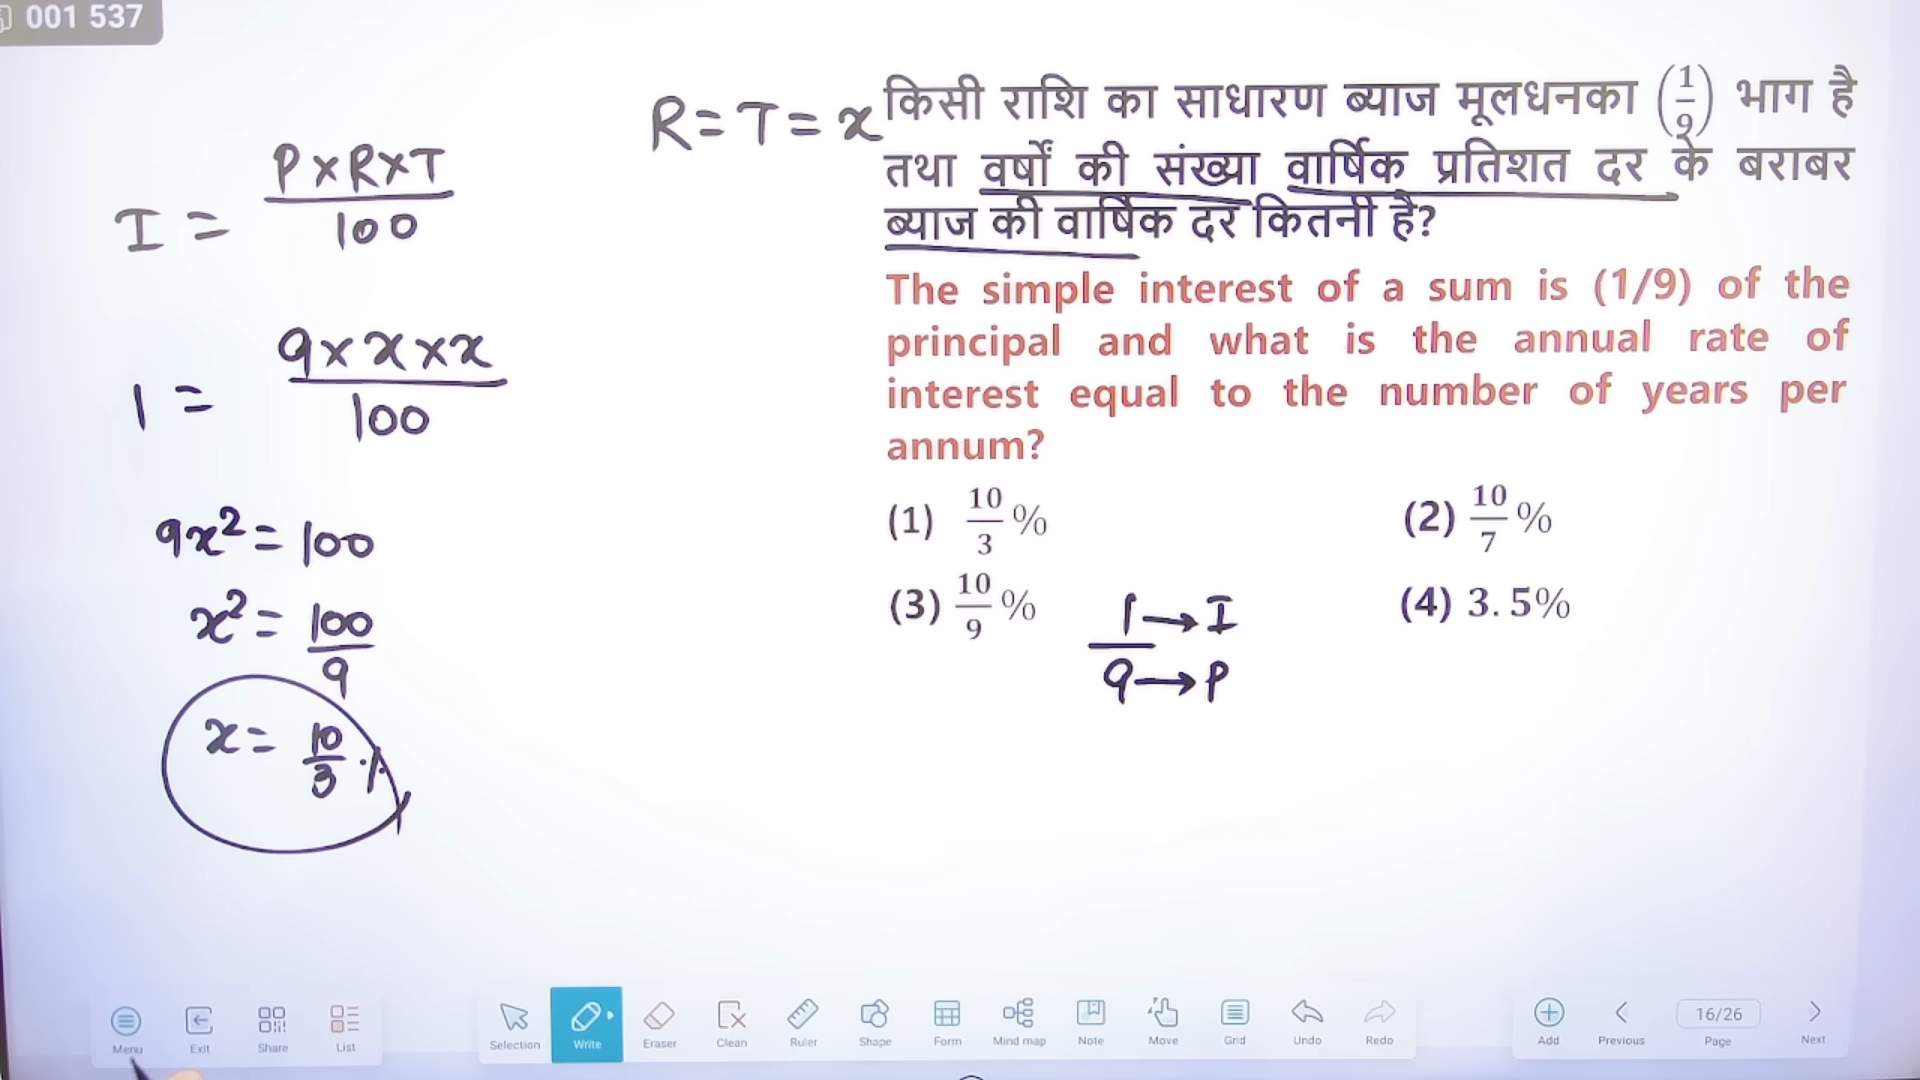 001 537
R=T=x
किसी राशि का साधारण ब्याज मूलधनका (1/9) भाग है
तथा वर्षों की संख्या वार्षिक प्रतिशत दर के बराबर
ब्याज की वार्षिक दर कितनी है?
The simple interest of a sum is (1/9) of the
principal and what is the annual rate of
interest equal to the number of years per
annum?
(1) 10/3 %
(2) 10/7 %
(3) 10/9 %
(4) 3.5%
1→I
9→P
I = P×R×T
100
1 = 9×x×x
100
9x² = 100
x² = 100
9
x = 10/3 %
Menu
Exit
Share
List
Selection
Write
Eraser
Clean
Ruler
Shape
Form
Mind map
Note
Move
Grid
Undo
Redo
Add
Previous
16/26
Page
Next